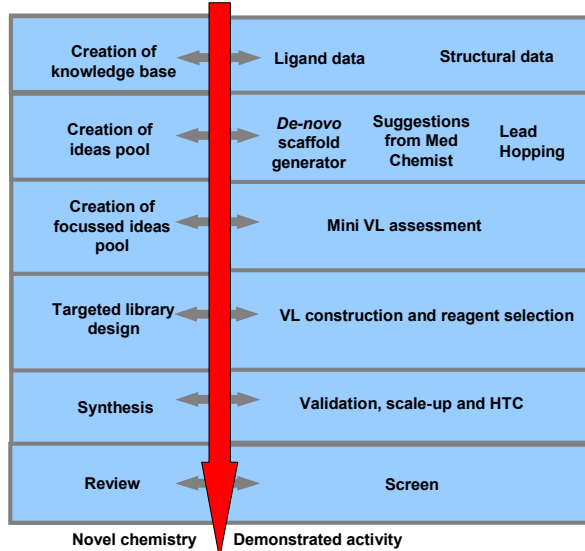 Creation of
knowledge base
Ligand data
Structural data
Creation of
ideas pool
De-novo
scaffold
generator
Suggestions
from Med
Chemist
Lead
Hopping
Creation of
focussed ideas
pool
Mini VL assessment
Targeted library
design
VL construction and reagent selection
Synthesis
Validation, scale-up and HTC
Review
Screen
Novel chemistry
Demonstrated activity